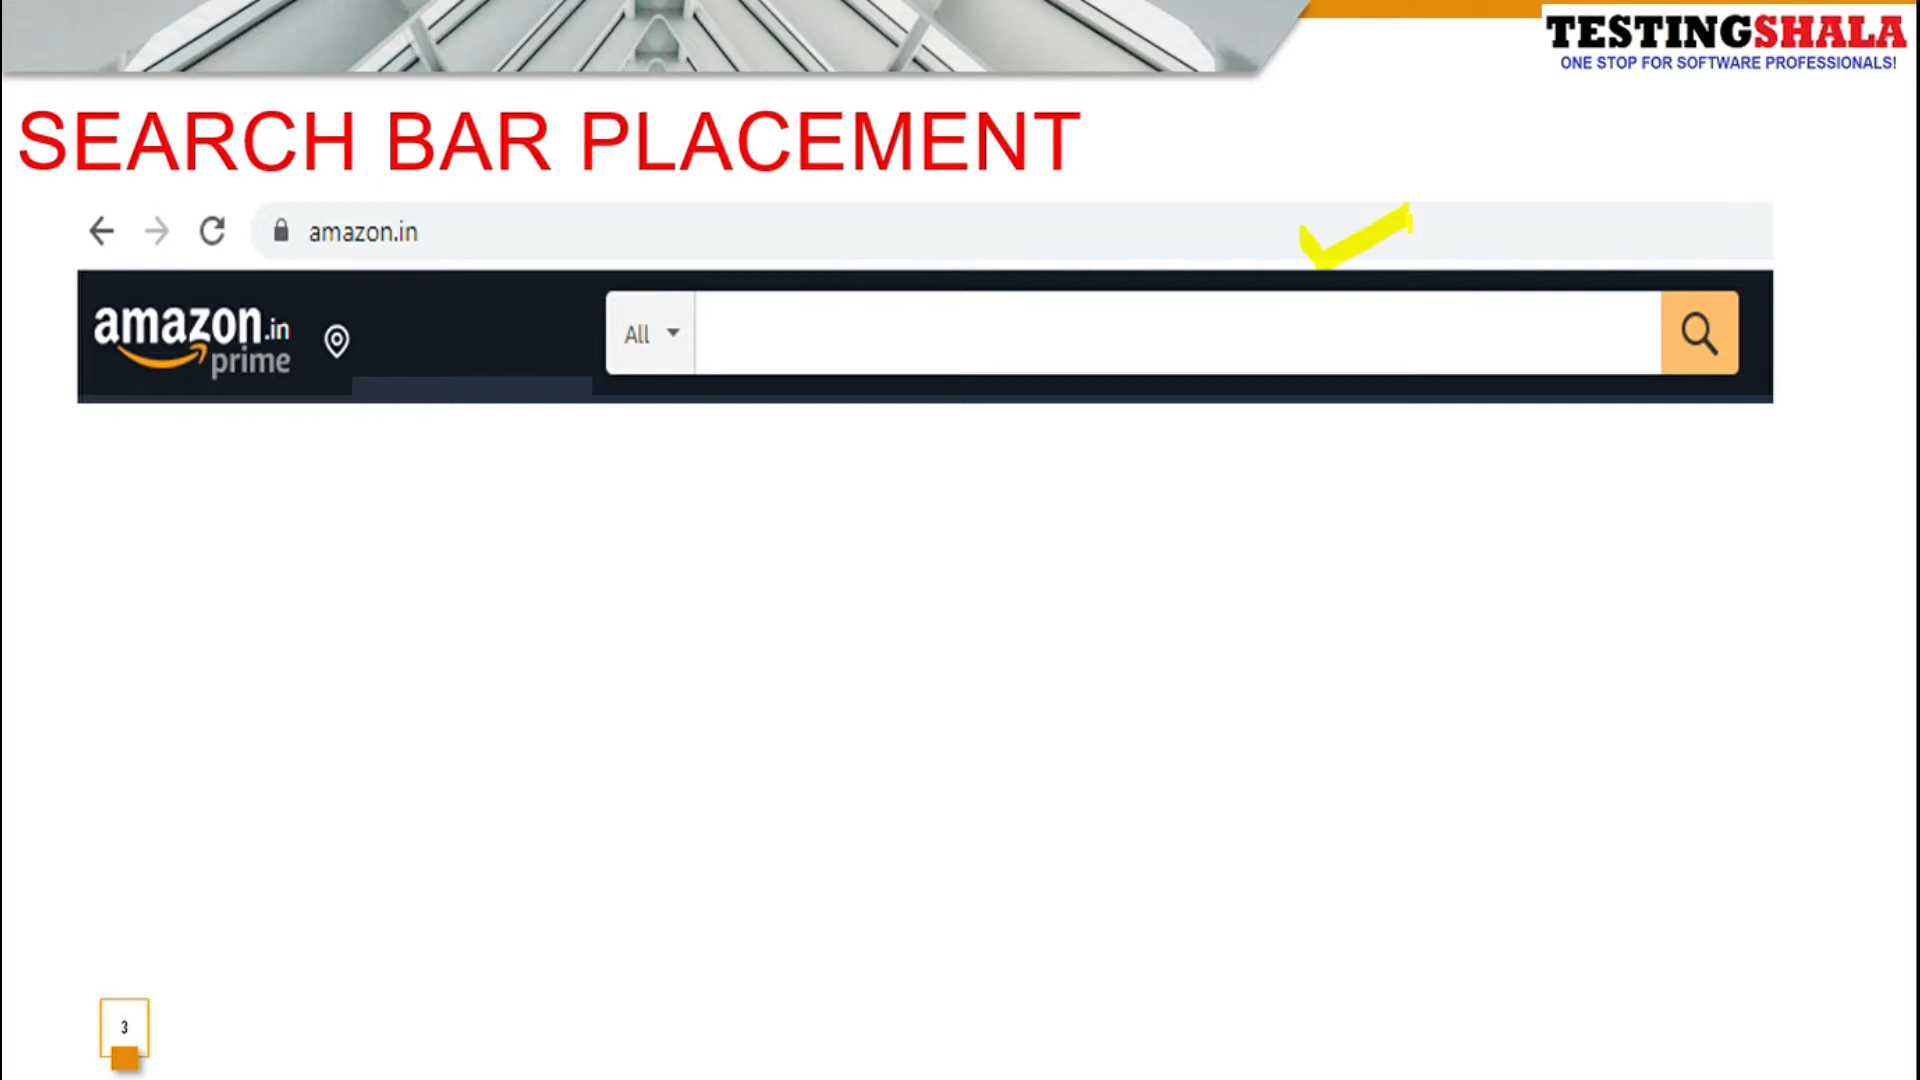 TESTINGSHALA
ONE STOP FOR SOFTWARE PROFESSIONALS!
SEARCH BAR PLACEMENT
amazon.in
amazon.in
prime
All
3